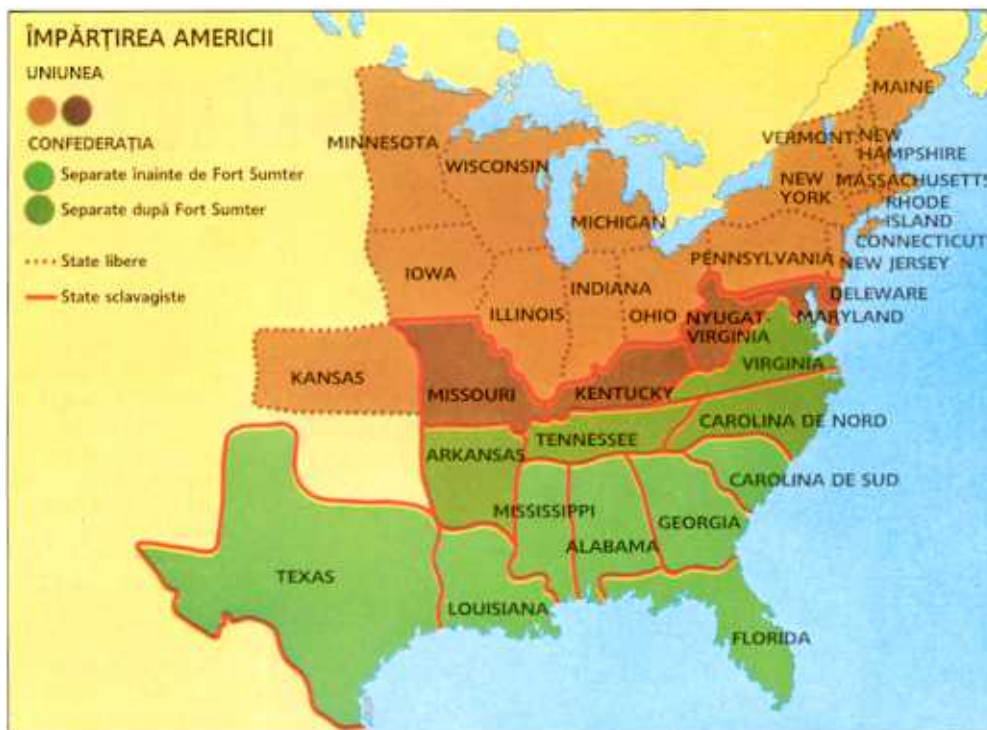 ÎMPĂRȚIREA AMERICII
UNIUNEA
CONFEDERAȚIA
Separate înainte de Fort Sumter
Separate după Fort Sumter
State libere
State sclavagiste
MAINE
MINNESOTA
VERMONT
NEW
HAMPSHIRE
WISCONSIN
NEW
YORK
MASSACHUSETTS
RHODE
ISLAND
MICHIGAN
CONNECTICUT
PENNSYLVANIA
NEW JERSEY
IOWA
INDIANA
ILLINOIS
OHIO
DELEWARE
MARYLAND
NYUGAT-
VIRGINIA
VIRGINIA
KANSAS
MISSOURI
KENTUCKY
CAROLINA DE NORD
TENNESSEE
ARKANSAS
CAROLINA DE SUD
MISSISSIPPI
GEORGIA
ALABAMA
TEXAS
LOUISIANA
FLORIDA